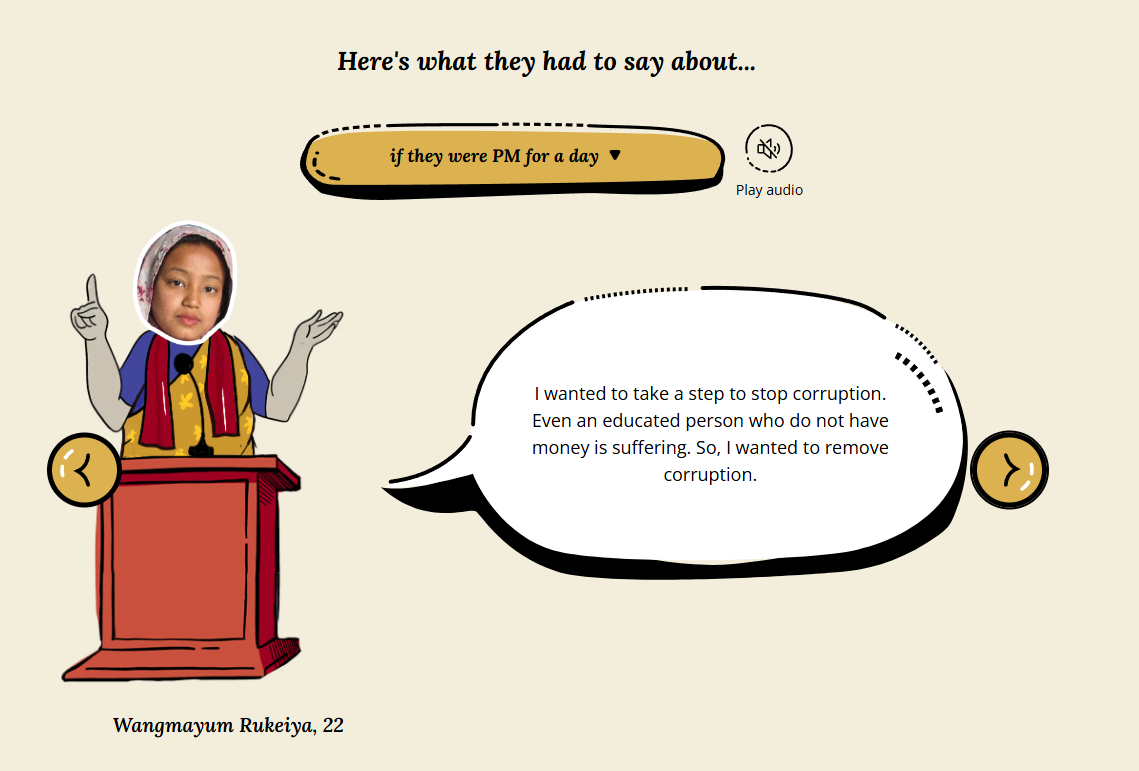 Here's what they had to say about...
if they were PM for a day
Play audio
I wanted to take a step to stop corruption.
Even an educated person who do not have
money is suffering. So, I wanted to remove
corruption.
Wangmayum Rukeiya, 22